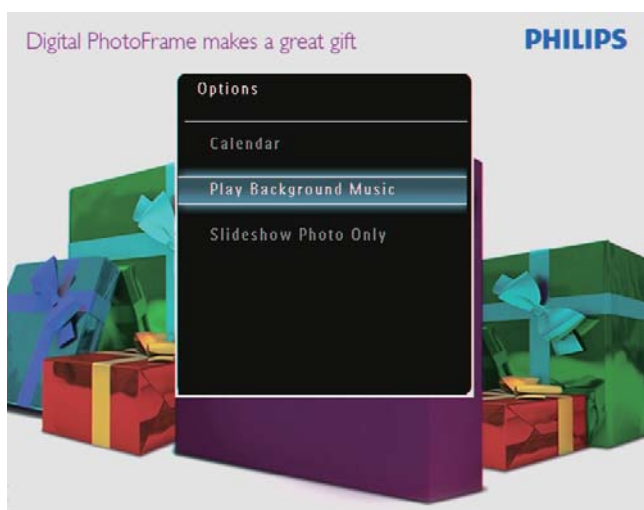 Digital PhotoFrame makes a great gift
PHILIPS
Options
Calendar
Play Background Music
Slideshow Photo Only